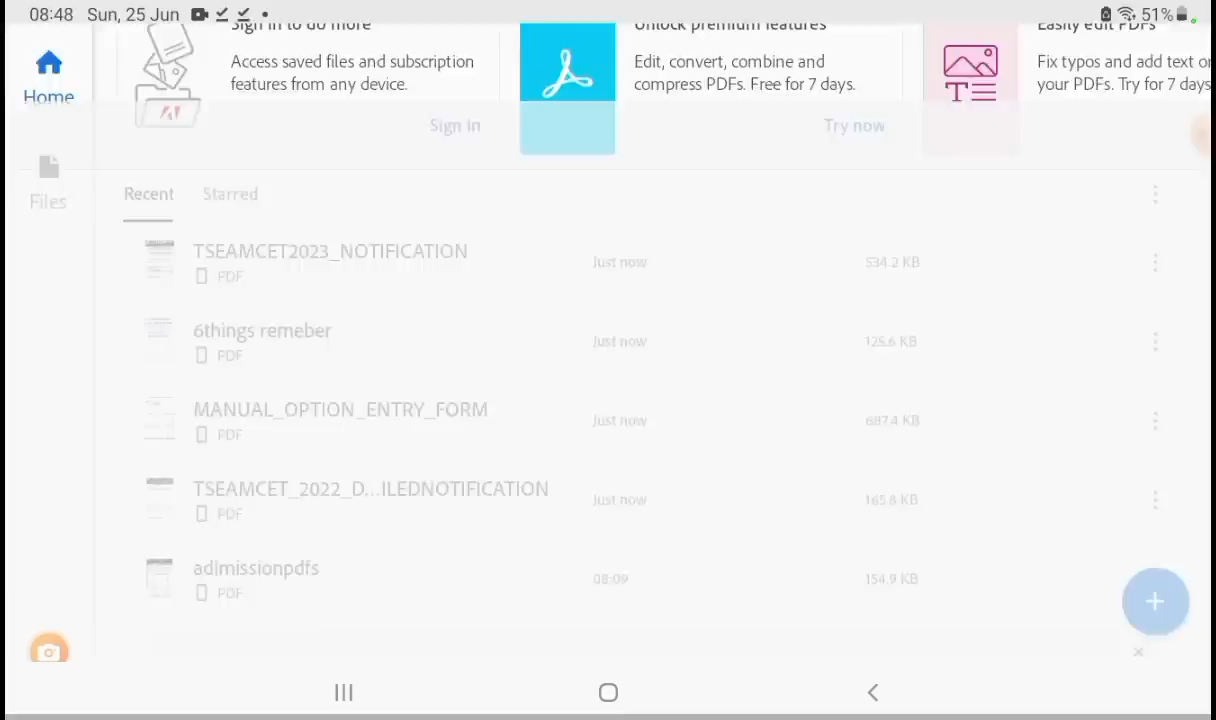 08:48 Sun, 25 Jun
51%
Sign in to do more
Access saved files and subscription
features from any device.
Sign in
Unlock premium features
Edit, convert, combine and
compress PDFs. Free for 7 days.
Try now
Easily edit PDFs
Fix typos and add text or
your PDFs. Try for 7 days
Home
Files
Recent Starred
TSEAMCET2023_NOTIFICATION
PDF
Just now
534.2 KB
6things remeber
PDF
Just now
125.6 KB
MANUAL_OPTION_ENTRY_FORM
PDF
Just now
687.4 KB
TSEAMCET_2022_D...ILEDNOTIFICATION
PDF
Just now
165.8 KB
admissionpdfs
PDF
08:09
154.9 KB